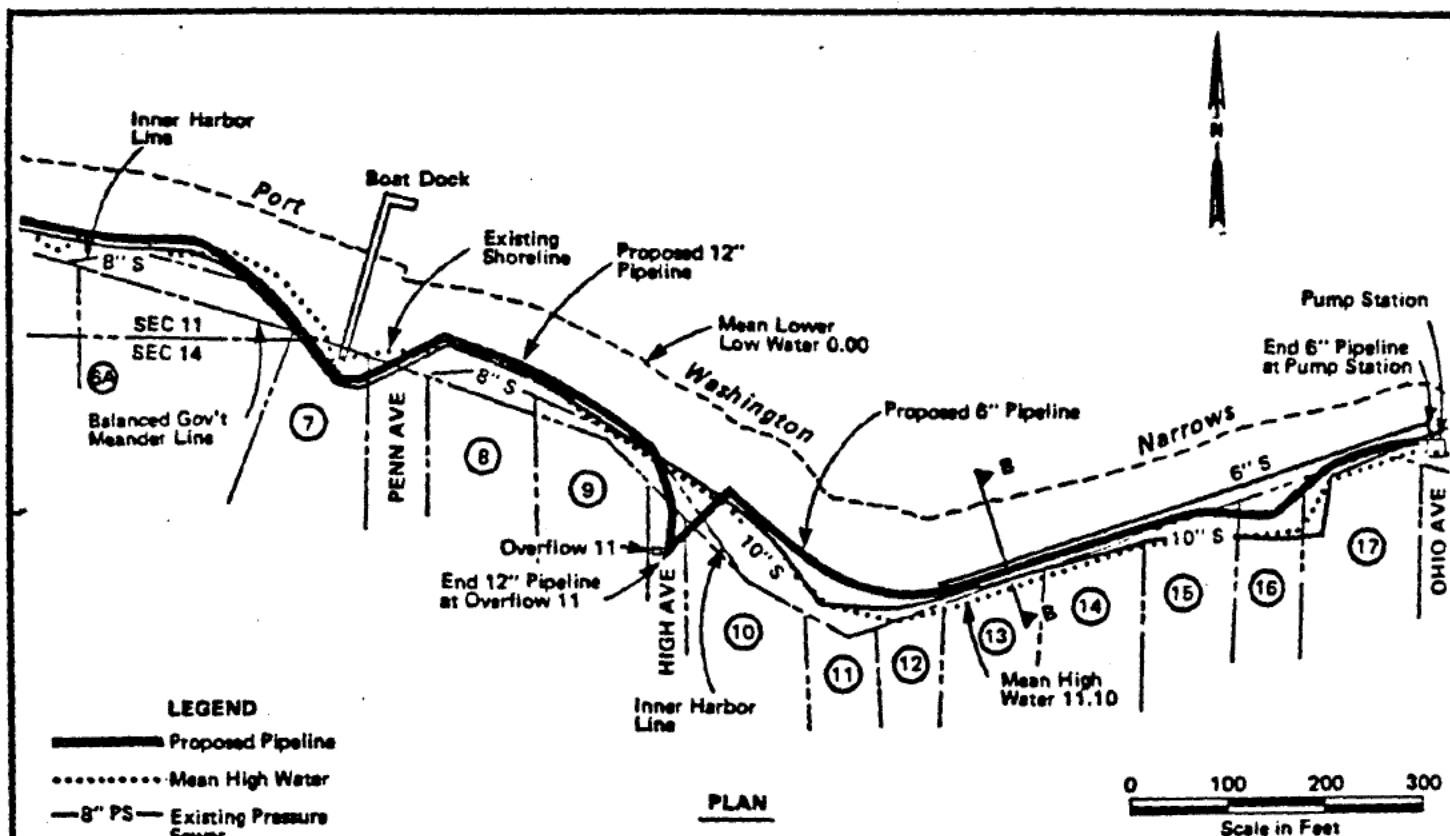 N
Inner Harbor
Line
Port
Boat Dock
Existing
Shoreline
Proposed 12"
Pipeline
Pump Station
8" S
SEC 11
SEC 14
6A
Mean Lower
Low Water 0.00
End 6" Pipeline
at Pump Station
Balanced Gov't
Meander Line
7
PENN AVE
8" S
8
9
Washington
Proposed 6" Pipeline
Narrows
B
6" S
Overflow 11
End 12" Pipeline
at Overflow 11
HIGH AVE
10" S
10
11
12
13
B
14
10" S
15
16
17
OHIO AVE
Inner Harbor
Line
Mean High
Water 11.10
LEGEND
Proposed Pipeline
Mean High Water
8" PS Existing Pressure
Sewer
PLAN
0 100 200 300
Scale in Feet